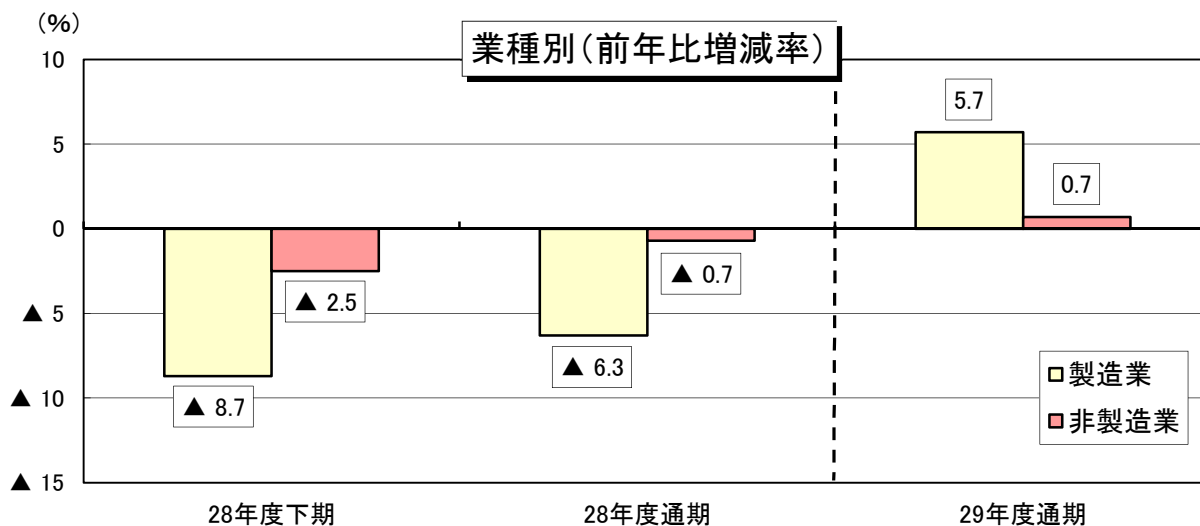 (%)
業種別(前年比増減率)
10
5
0
▲ 5
▲ 10
▲ 15
5.7
0.7
▲ 2.5
▲ 0.7
▲ 8.7
▲ 6.3
製造業
非製造業
28年度下期
28年度通期
29年度通期